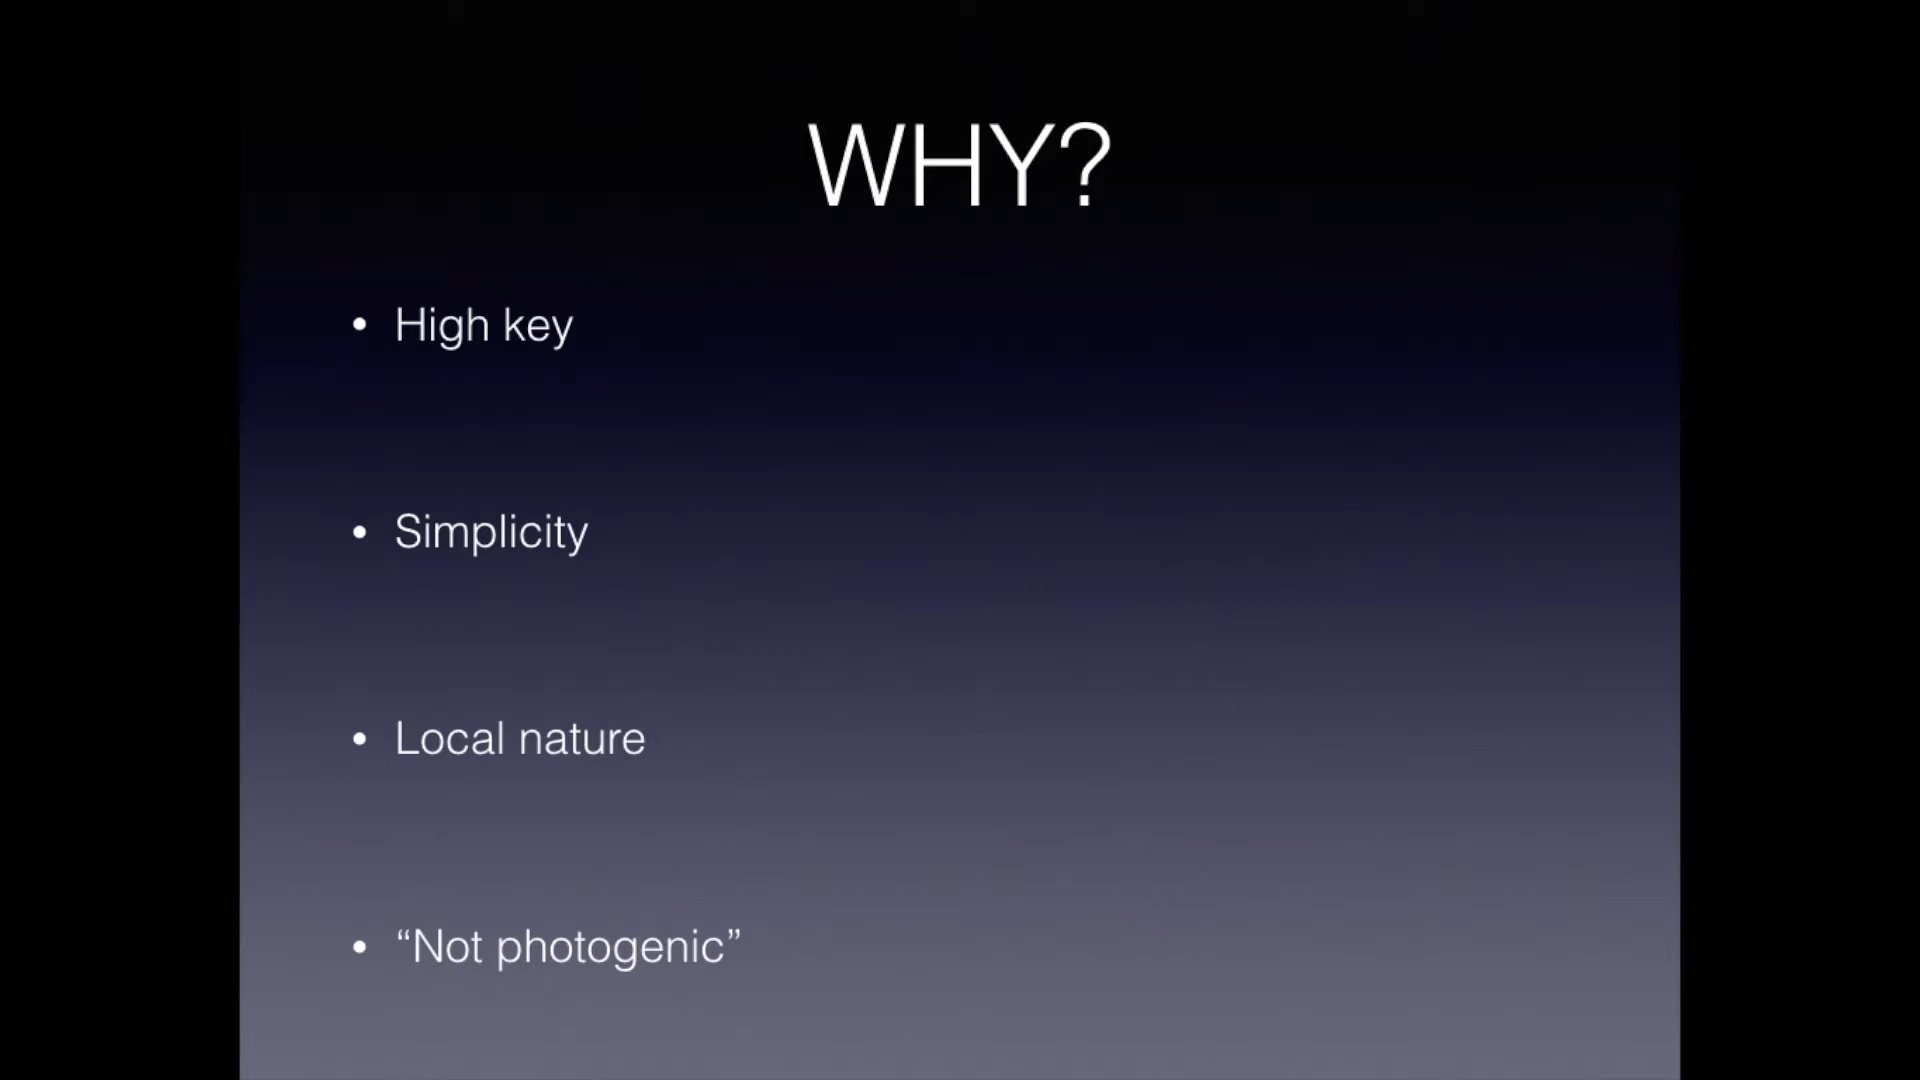 WHY?
• High key
• Simplicity
• Local nature
• “Not photogenic”